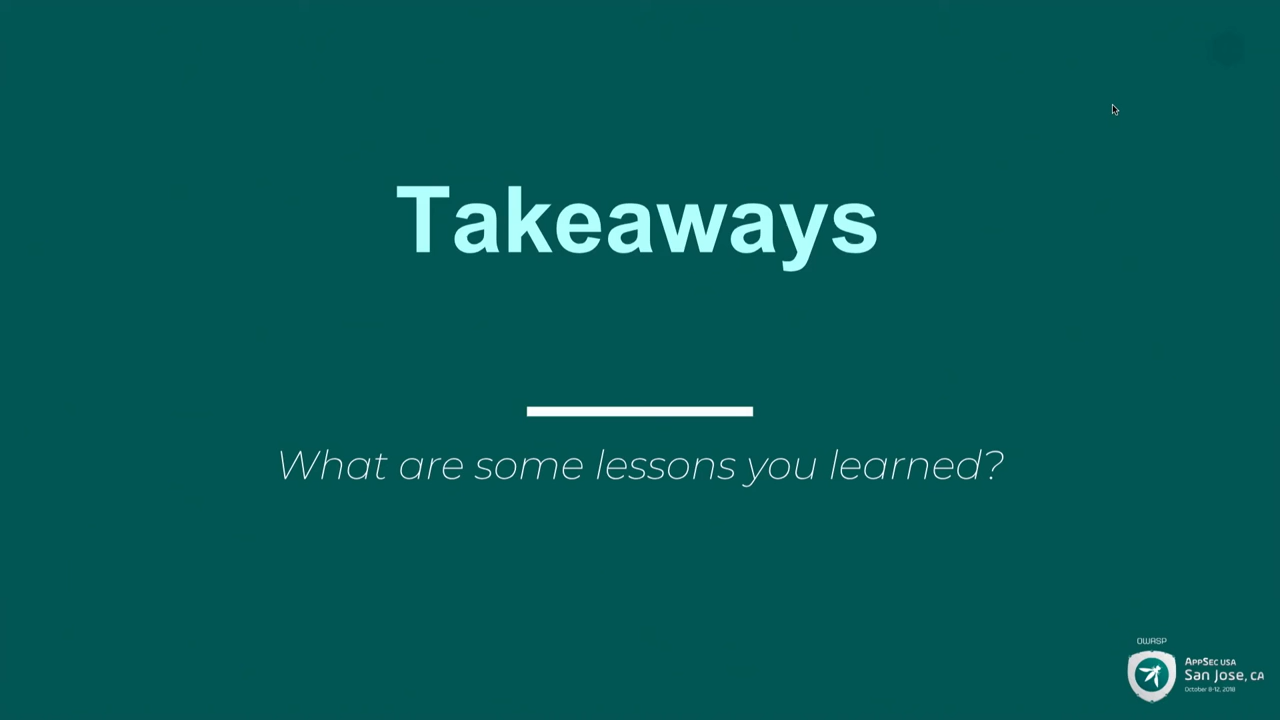 Takeaways
What are some lessons you learned?
OWASP
APPSEC USA
San Jose, CA
October 8-12, 2018